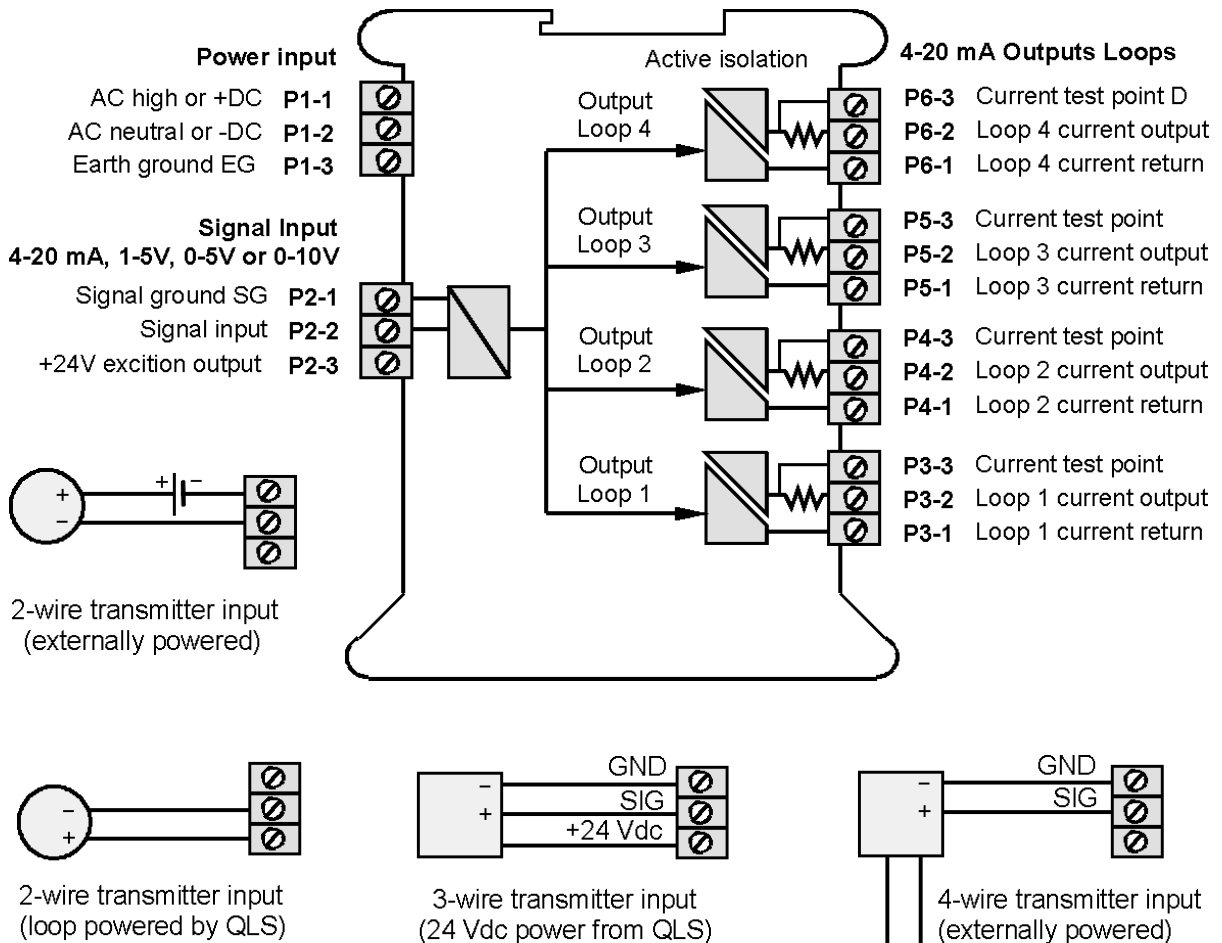 Power input
AC high or +DC P1-1
AC neutral or -DC P1-2
Earth ground EG P1-3
Signal Input
4-20 mA, 1-5V, 0-5V or 0-10V
Signal ground SG P2-1
Signal input P2-2
+24V excition output P2-3
Active isolation
Output
Loop 4
Output
Loop 3
Output
Loop 2
Output
Loop 1
4-20 mA Outputs Loops
P6-3 Current test point D
P6-2 Loop 4 current output
P6-1 Loop 4 current return
P5-3 Current test point
P5-2 Loop 3 current output
P5-1 Loop 3 current return
P4-3 Current test point
P4-2 Loop 2 current output
P4-1 Loop 2 current return
P3-3 Current test point
P3-2 Loop 1 current output
P3-1 Loop 1 current return
+ −
+
−
2-wire transmitter input
(externally powered)
−
+
2-wire transmitter input
(loop powered by QLS)
− GND
+ SIG
+24 Vdc
3-wire transmitter input
(24 Vdc power from QLS)
− GND
+ SIG
4-wire transmitter input
(externally powered)